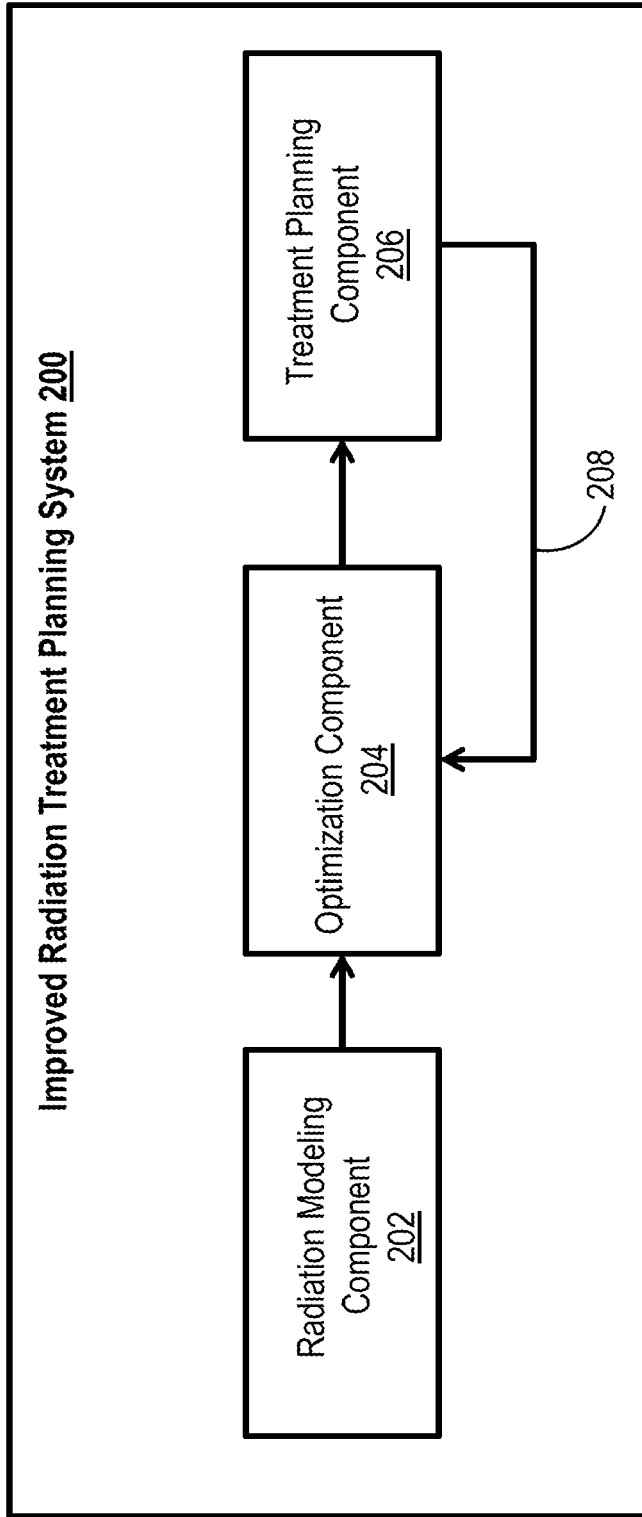 Improved Radiation Treatment Planning System 200
Radiation Modeling
Component
202
Optimization Component
204
Treatment Planning
Component
206
208